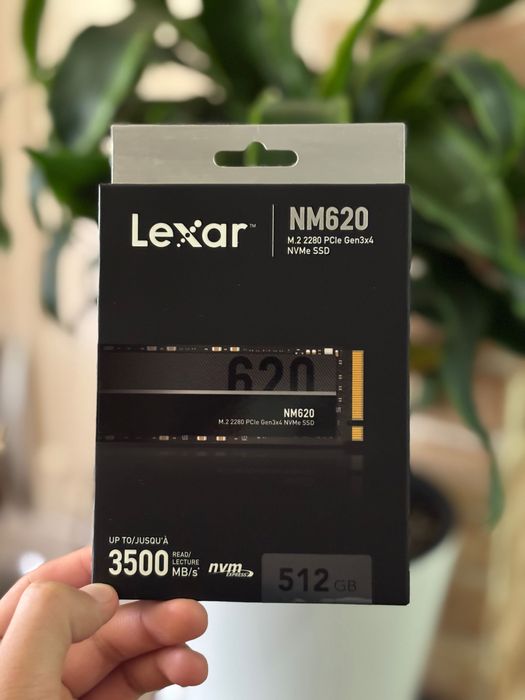 Lexar™
NM620
M.2 2280 PCIe Gen3x4
NVMe SSD
620
NM620
M.2 2280 PCIe Gen3x4 NVMe SSD
UP TO/JUSQU'À
3500 READ/
LECTURE
MB/s*
nvm
EXPRESS
512 GB